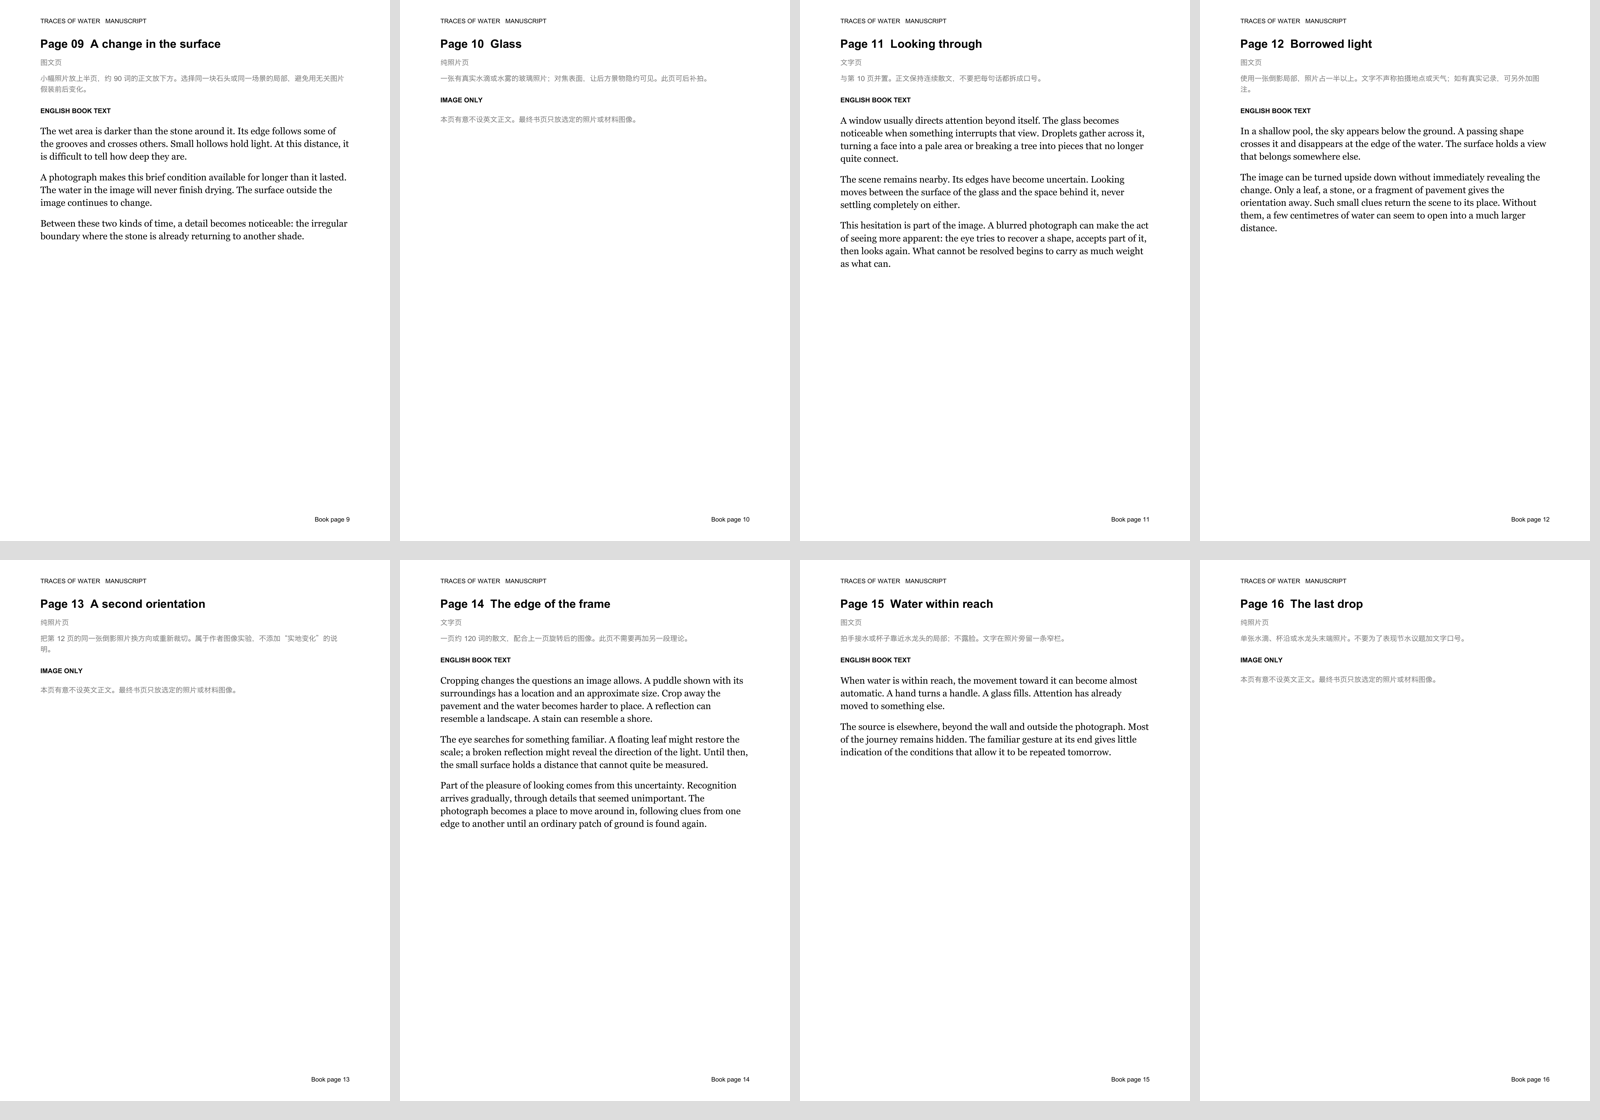 TRACES OF WATER MANUSCRIPT
Page 09 A change in the surface
图文页
小幅照片放上半页，约 90 词的正文放下方。选择同一块石头或同一场景的局部，避免用无关图片
假装前后变化。
ENGLISH BOOK TEXT
The wet area is darker than the stone around it. Its edge follows some of
the grooves and crosses others. Small hollows hold light. At this distance, it
is difficult to tell how deep they are.
A photograph makes this brief condition available for longer than it lasted.
The water in the image will never finish drying. The surface outside the
image continues to change.
Between these two kinds of time, a detail becomes noticeable: the irregular
boundary where the stone is already returning to another shade.
Book page 9
TRACES OF WATER MANUSCRIPT
Page 10 Glass
纯照片页
一张有真实水滴或水雾的玻璃照片；对焦表面，让后方景物隐约可见。此页可后补拍。
IMAGE ONLY
本页有意不设英文正文。最终书页只放选定的照片或材料图像。
Book page 10
TRACES OF WATER MANUSCRIPT
Page 11 Looking through
文字页
与第 10 页并置。正文保持连续散文，不要把每句话都拆成口号。
ENGLISH BOOK TEXT
A window usually directs attention beyond itself. The glass becomes
noticeable when something interrupts that view. Droplets gather across it,
turning a face into a pale area or breaking a tree into pieces that no longer
quite connect.
The scene remains nearby. Its edges have become uncertain. Looking
moves between the surface of the glass and the space behind it, never
settling completely on either.
This hesitation is part of the image. A blurred photograph can make the act
of seeing more apparent: the eye tries to recover a shape, accepts part of it,
then looks again. What cannot be resolved begins to carry as much weight
as what can.
Book page 11
TRACES OF WATER MANUSCRIPT
Page 12 Borrowed light
图文页
使用一张倒影局部，照片占一半以上。文字不声称拍摄地点或天气；如有真实记录，可另外加图
注。
ENGLISH BOOK TEXT
In a shallow pool, the sky appears below the ground. A passing shape
crosses it and disappears at the edge of the water. The surface holds a view
that belongs somewhere else.
The image can be turned upside down without immediately revealing the
change. Only a leaf, a stone, or a fragment of pavement gives the
orientation away. Such small clues return the scene to its place. Without
them, a few centimetres of water can seem to open into a much larger
distance.
Book page 12
TRACES OF WATER MANUSCRIPT
Page 13 A second orientation
纯照片页
把第 12 页的同一张倒影照片换方向或重新裁切。属于作者图像实验，不添加“实地变化”的说
明。
IMAGE ONLY
本页有意不设英文正文。最终书页只放选定的照片或材料图像。
Book page 13
TRACES OF WATER MANUSCRIPT
Page 14 The edge of the frame
文字页
一页约 120 词的散文，配合上一页旋转后的图像。此页不需要再加另一段理论。
ENGLISH BOOK TEXT
Cropping changes the questions an image allows. A puddle shown with its
surroundings has a location and an approximate size. Crop away the
pavement and the water becomes harder to place. A reflection can
resemble a landscape. A stain can resemble a shore.
The eye searches for something familiar. A floating leaf might restore the
scale; a broken reflection might reveal the direction of the light. Until then,
the small surface holds a distance that cannot quite be measured.
Part of the pleasure of looking comes from this uncertainty. Recognition
arrives gradually, through details that seemed unimportant. The
photograph becomes a place to move around in, following clues from one
edge to another until an ordinary patch of ground is found again.
Book page 14
TRACES OF WATER MANUSCRIPT
Page 15 Water within reach
图文页
拍手接水或杯子靠近水龙头的局部；不露脸。文字在照片旁留一条窄栏。
ENGLISH BOOK TEXT
When water is within reach, the movement toward it can become almost
automatic. A hand turns a handle. A glass fills. Attention has already
moved to something else.
The source is elsewhere, beyond the wall and outside the photograph. Most
of the journey remains hidden. The familiar gesture at its end gives little
indication of the conditions that allow it to be repeated tomorrow.
Book page 15
TRACES OF WATER MANUSCRIPT
Page 16 The last drop
纯照片页
单张水滴、杯沿或水龙头末端照片。不要为了表现节水议题加文字口号。
IMAGE ONLY
本页有意不设英文正文。最终书页只放选定的照片或材料图像。
Book page 16